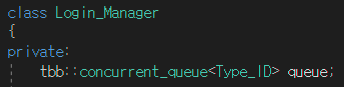 class Login_Manager
{
private:
tbb::concurrent_queue<Type_ID> queue;